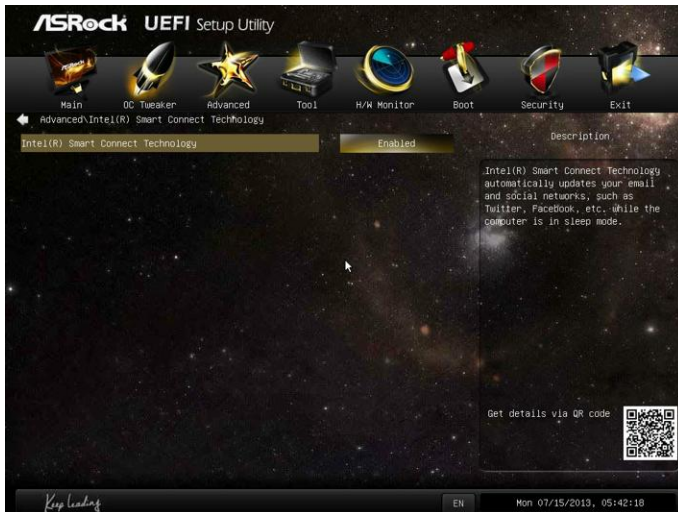 ASRock UEFI Setup Utility
ASRock
Main OC Tweaker Advanced Tool H/W Monitor Boot Security Exit
Advanced\Intel(R) Smart Connect Technology
Intel(R) Smart Connect Technology Enabled
Description
Intel(R) Smart Connect Technology
automatically updates your email
and social networks, such as
Twitter, Facebook, etc. while the
computer is in sleep mode.
Get details via QR code
Keep Leading
EN
Mon 07/15/2013, 05:42:18